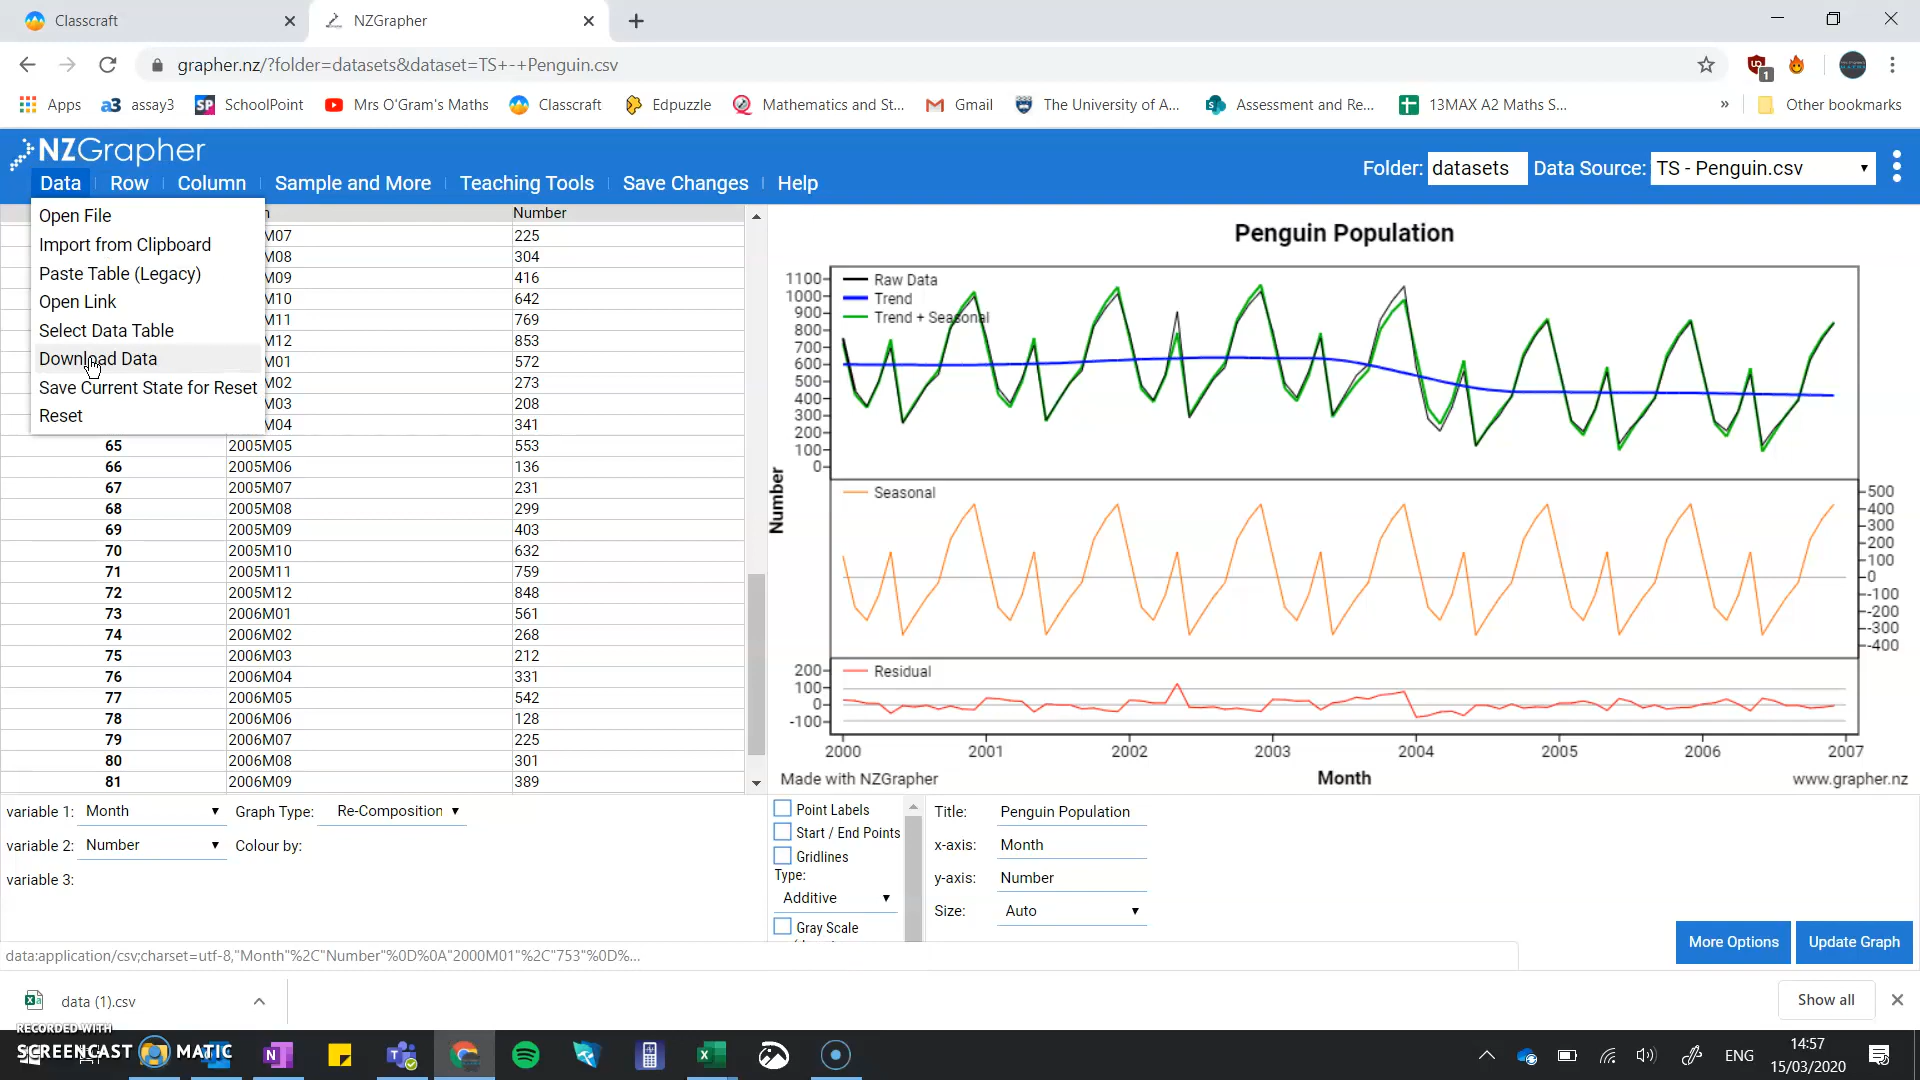 Classcraft
NZGrapher
grapher.nz/?folder=datasets&dataset=TS+-+Penguin.csv
1
Apps
a3 assay3
SP SchoolPoint
Mrs O'Gram's Maths
Classcraft
Edpuzzle
Mathematics and St...
Gmail
The University of A...
Assessment and Re...
13MAX A2 Maths S...
»
Other bookmarks
NZGrapher
Folder: datasets Data Source: TS - Penguin.csv
Data Row Column Sample and More Teaching Tools Save Changes Help
Open File
Import from Clipboard
Paste Table (Legacy)
Open Link
Select Data Table
Download Data
Save Current State for Reset
Reset
Number
M07 225
M08 304
M09 416
M10 642
M11 769
M12 853
M01 572
M02 273
M03 208
M04 341
65 2005M05 553
66 2005M06 136
67 2005M07 231
68 2005M08 299
69 2005M09 403
70 2005M10 632
71 2005M11 759
72 2005M12 848
73 2006M01 561
74 2006M02 268
75 2006M03 212
76 2006M04 331
77 2006M05 542
78 2006M06 128
79 2006M07 225
80 2006M08 301
81 2006M09 389
Penguin Population
1100
1000
900
800
700
600
500
400
300
200
100
0
Raw Data
Trend
Trend + Seasonal
Number
Seasonal
500
400
300
200
100
0
-100
-200
-300
-400
Residual
200
100
0
-100
2000 2001 2002 2003 2004 2005 2006 2007
Made with NZGrapher
Month
www.grapher.nz
variable 1: Month Graph Type: Re-Composition
variable 2: Number Colour by:
variable 3:
Point Labels
Start / End Points
Gridlines
Type:
Additive
Gray Scale
Title: Penguin Population
x-axis: Month
y-axis: Number
Size: Auto
More Options
Update Graph
data:application/csv;charset=utf-8,"Month"%2C"Number"%0D%0A"2000M01"%2C"753"%0D%...
data (1).csv
Show all
RECORDED WITH
SCREENCAST MATIC
ENG
14:57
15/03/2020